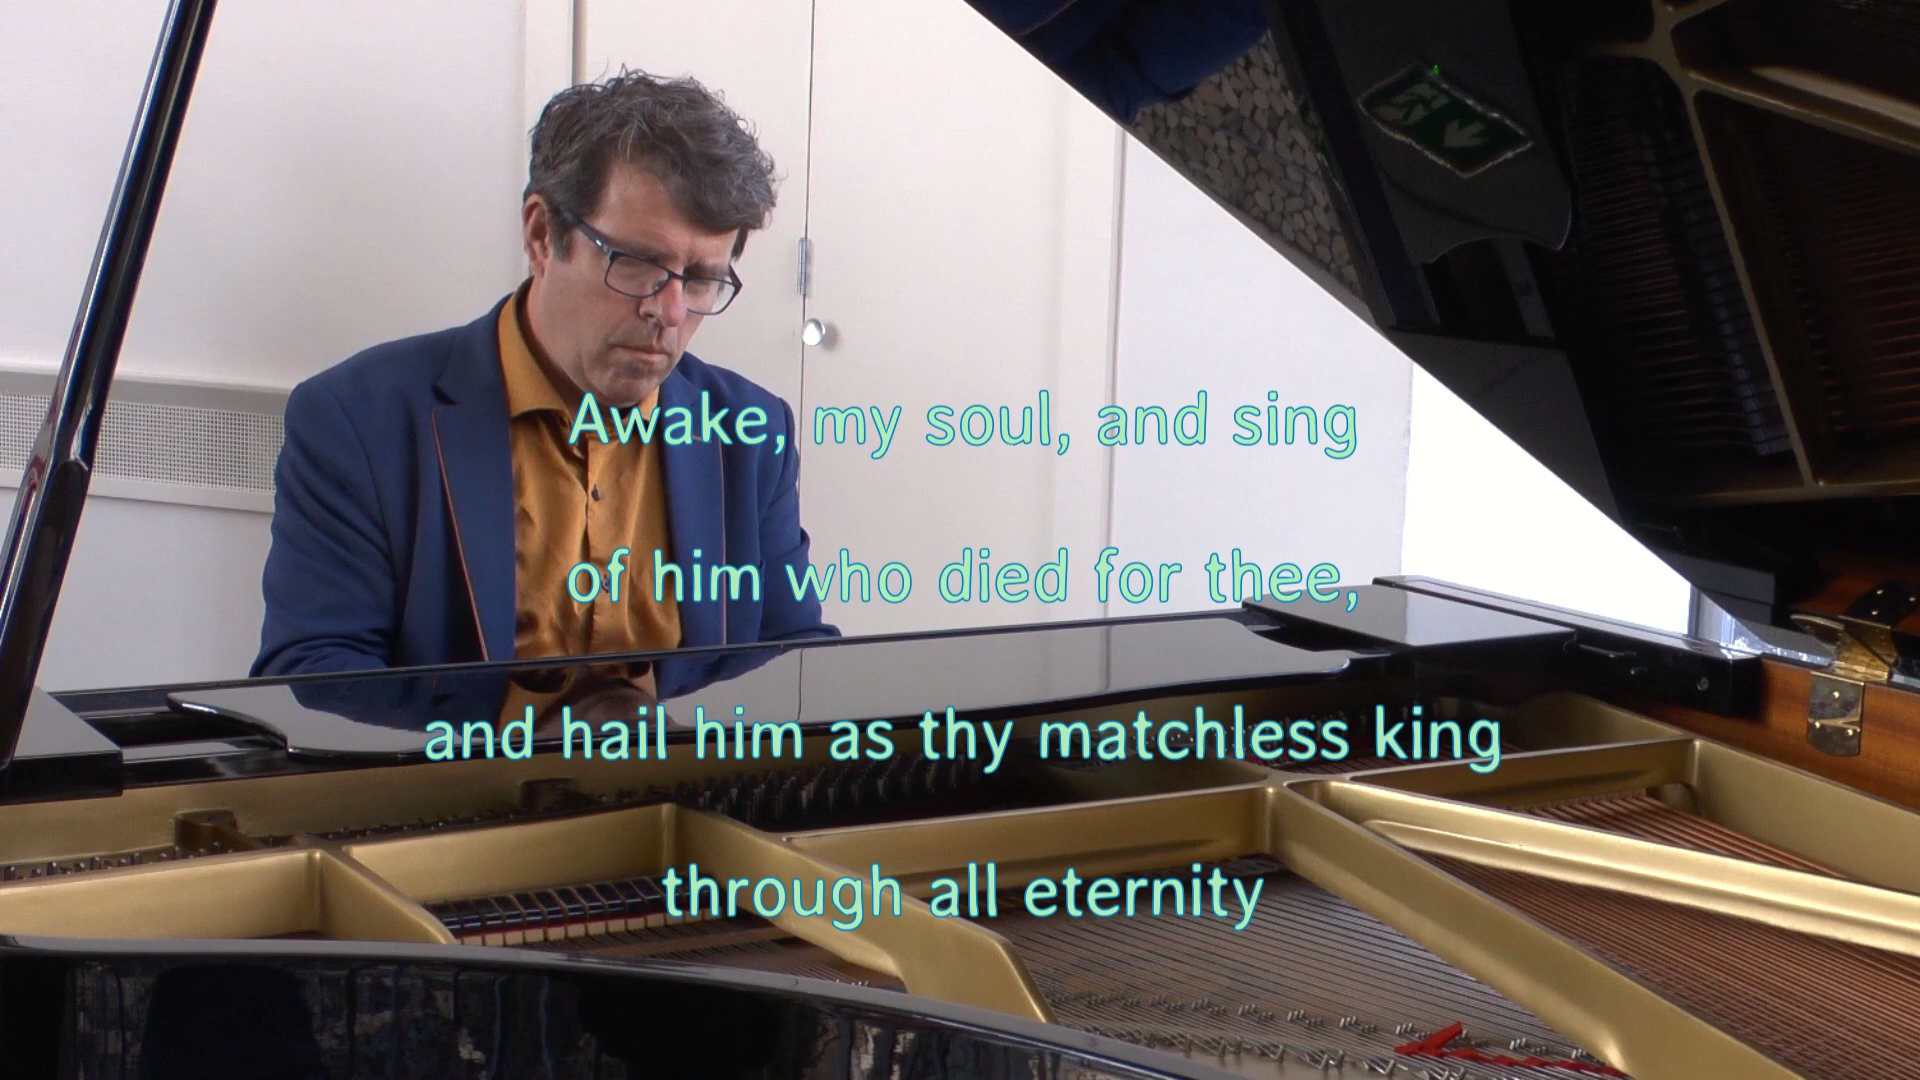 Awake, my soul, and sing
of him who died for thee,
and hail him as thy matchless king
through all eternity